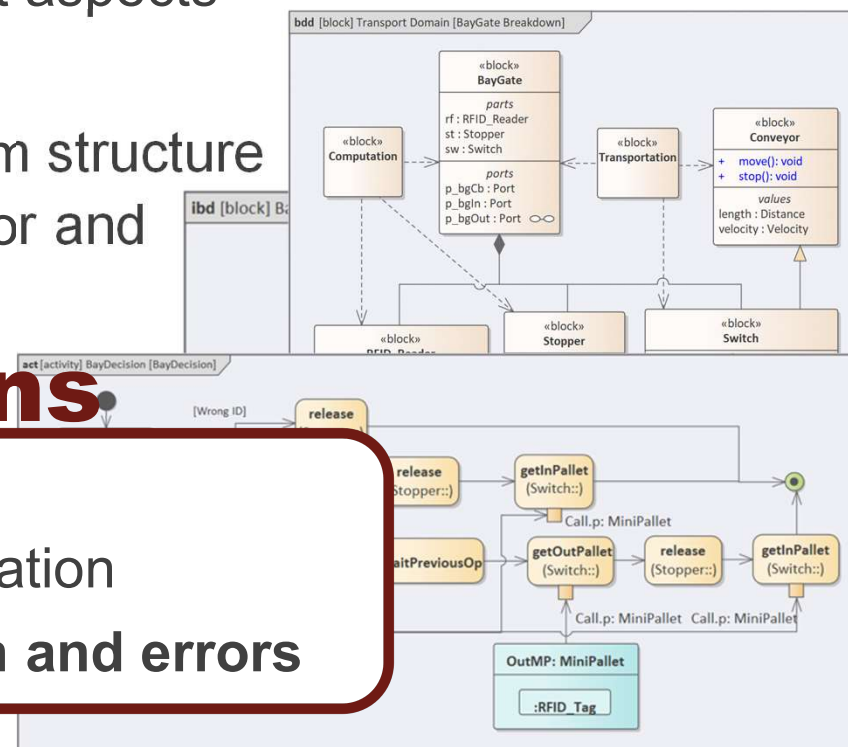 t aspects
m structure
or and
ns
ation
n and errors
bdd [block] Transport Domain [BayGate Breakdown]
«block»
BayGate
parts
rf : RFID_Reader
st : Stopper
sw : Switch
ports
p_bgCb : Port
p_bgIn : Port
p_bgOut : Port
«block»
Computation
«block»
Transportation
«block»
Conveyor
+ move(): void
+ stop(): void
values
length : Distance
velocity : Velocity
ibd [block] Ba
«block»
RFID_Reader
«block»
Stopper
«block»
Switch
act [activity] BayDecision [BayDecision]
[Wrong ID]
release
release
Stopper::)
getInPallet
(Switch::)
Call.p: MiniPallet
aitPreviousOp
getOutPallet
(Switch::)
release
(Stopper::)
getInPallet
(Switch::)
Call.p: MiniPallet Call.p: MiniPallet
OutMP: MiniPallet
:RFID_Tag